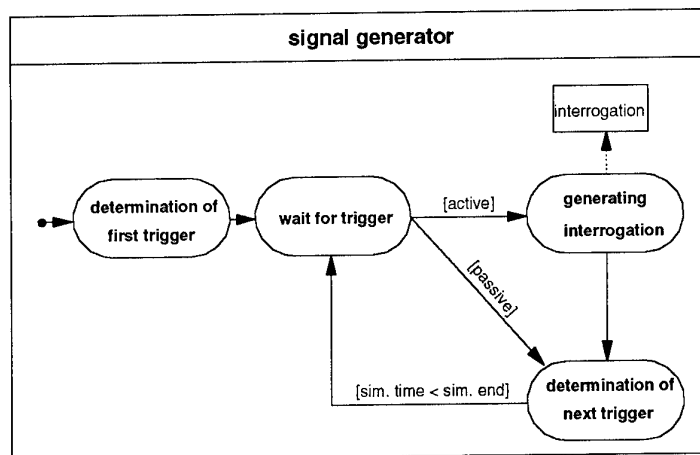 signal generator
interrogation
determination of
first trigger
wait for trigger
[active]
generating
interrogation
[passive]
[sim. time < sim. end}
determination of
next trigger